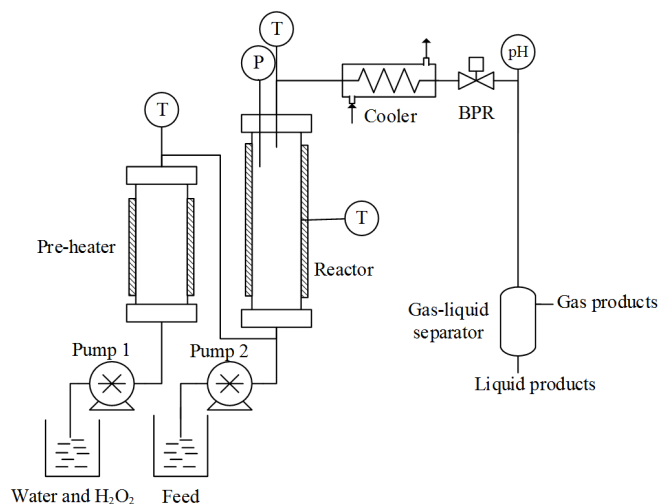 T
P
pH
T
Cooler
BPR
T
Pre-heater
Reactor
Gas-liquid
separator
Gas products
Pump 1
Pump 2
Liquid products
Water and H₂O₂
Feed